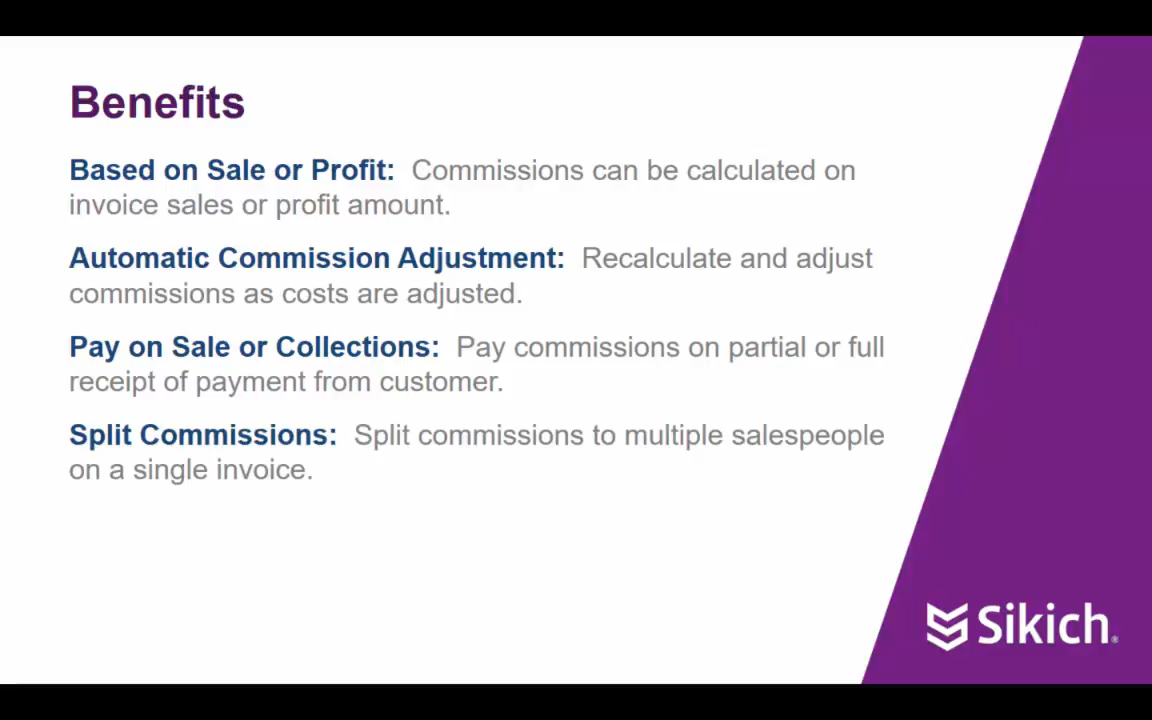 Benefits
Based on Sale or Profit: Commissions can be calculated on
invoice sales or profit amount.
Automatic Commission Adjustment: Recalculate and adjust
commissions as costs are adjusted.
Pay on Sale or Collections: Pay commissions on partial or full
receipt of payment from customer.
Split Commissions: Split commissions to multiple salespeople
on a single invoice.
Sikich®